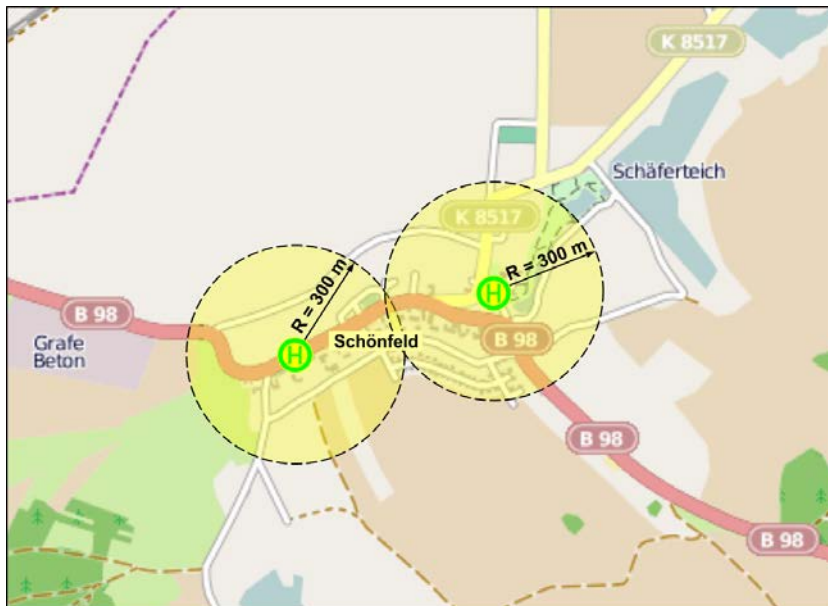 K 8517
Schäferteich
K 8517
R = 300 m
R = 300 m
H
B 98
Grafe
Beton
Schönfeld
H
B 98
B 98
B 98